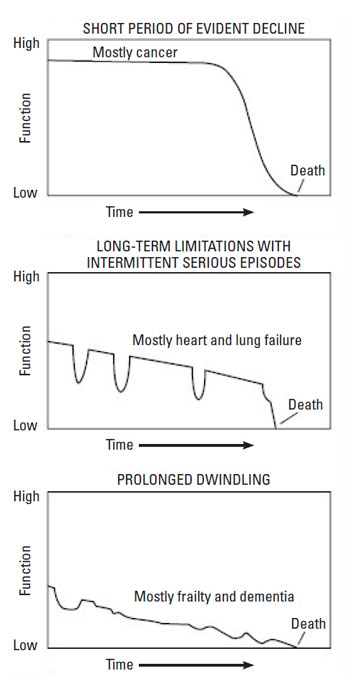 SHORT PERIOD OF EVIDENT DECLINE
High
Mostly cancer
Function
Death
Low
Time
LONG-TERM LIMITATIONS WITH
INTERMITTENT SERIOUS EPISODES
High
Mostly heart and lung failure
Function
Death
Low
Time
PROLONGED DWINDLING
High
Function
Mostly frailty and dementia
Death
Low
Time